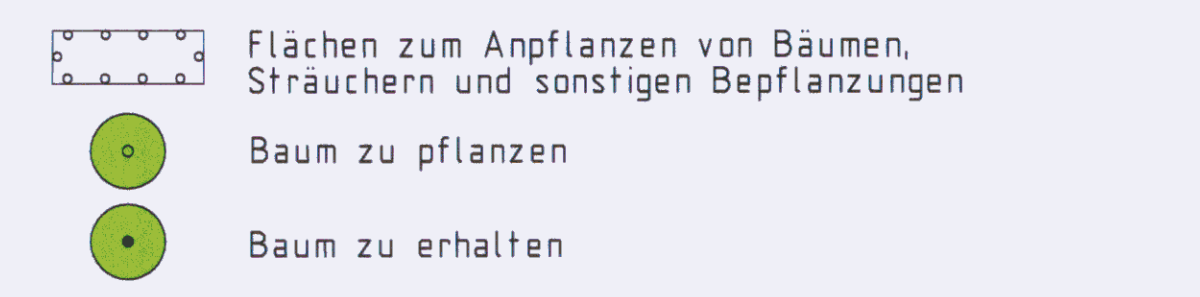 Flächen zum Anpflanzen von Bäumen,
Sträuchern und sonstigen Bepflanzungen
Baum zu pflanzen
Baum zu erhalten